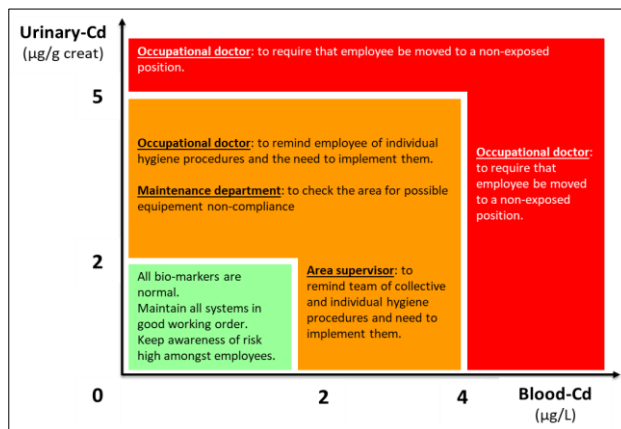 Urinary-Cd
(µg/g creat)
Occupational doctor: to require that employee be moved to a non-exposed
position.
5
Occupational doctor: to remind employee of individual
hygiene procedures and the need to implement them.
Maintenance department: to check the area for possible
equipement non-compliance
Occupational doctor:
to require that
employee be moved
to a non-exposed
position.
2
All bio-markers are
normal.
Maintain all systems in
good working order.
Keep awareness of risk
high amongst employees.
Area supervisor: to
remind team of collective
and individual hygiene
procedures and need to
implement them.
0
2
4
Blood-Cd
(µg/L)